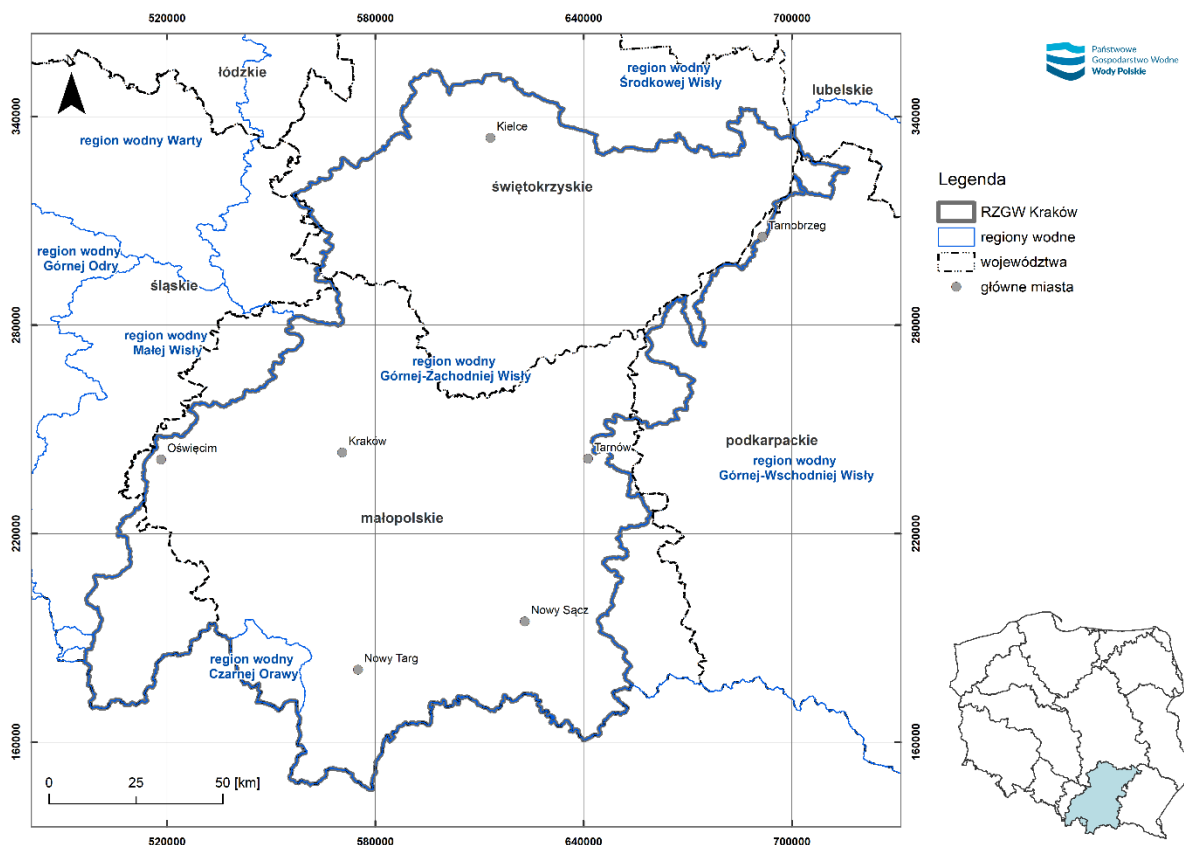 520000
580000
640000
700000
340000
280000
220000
160000
łódzkie
region wodny
Środkowej Wisły
lubelskie
region wodny Warty
Kielce
świętokrzyskie
Tarnobrzeg
region wodny
Górnej Odry
śląskie
region wodny
Małej Wisły
region wodny
Górnej-Zachodniej Wisły
Oświęcim
Kraków
Tarnów
podkarpackie
region wodny
Górnej-Wschodniej Wisły
małopolskie
Nowy Sącz
region wodny
Czarnej Orawy
Nowy Targ
0 25 50 [km]
340000
280000
220000
160000
520000
580000
640000
700000
Państwowe
Gospodarstwo Wodne
Wody Polskie
Legenda
RZGW Kraków
regiony wodne
województwa
główne miasta